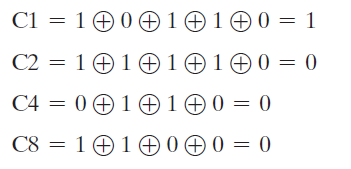 C1 = 1 ⊕ 0 ⊕ 1 ⊕ 1 ⊕ 0 = 1
C2 = 1 ⊕ 1 ⊕ 1 ⊕ 1 ⊕ 0 = 0
C4 = 0 ⊕ 1 ⊕ 1 ⊕ 0 = 0
C8 = 1 ⊕ 1 ⊕ 0 ⊕ 0 = 0